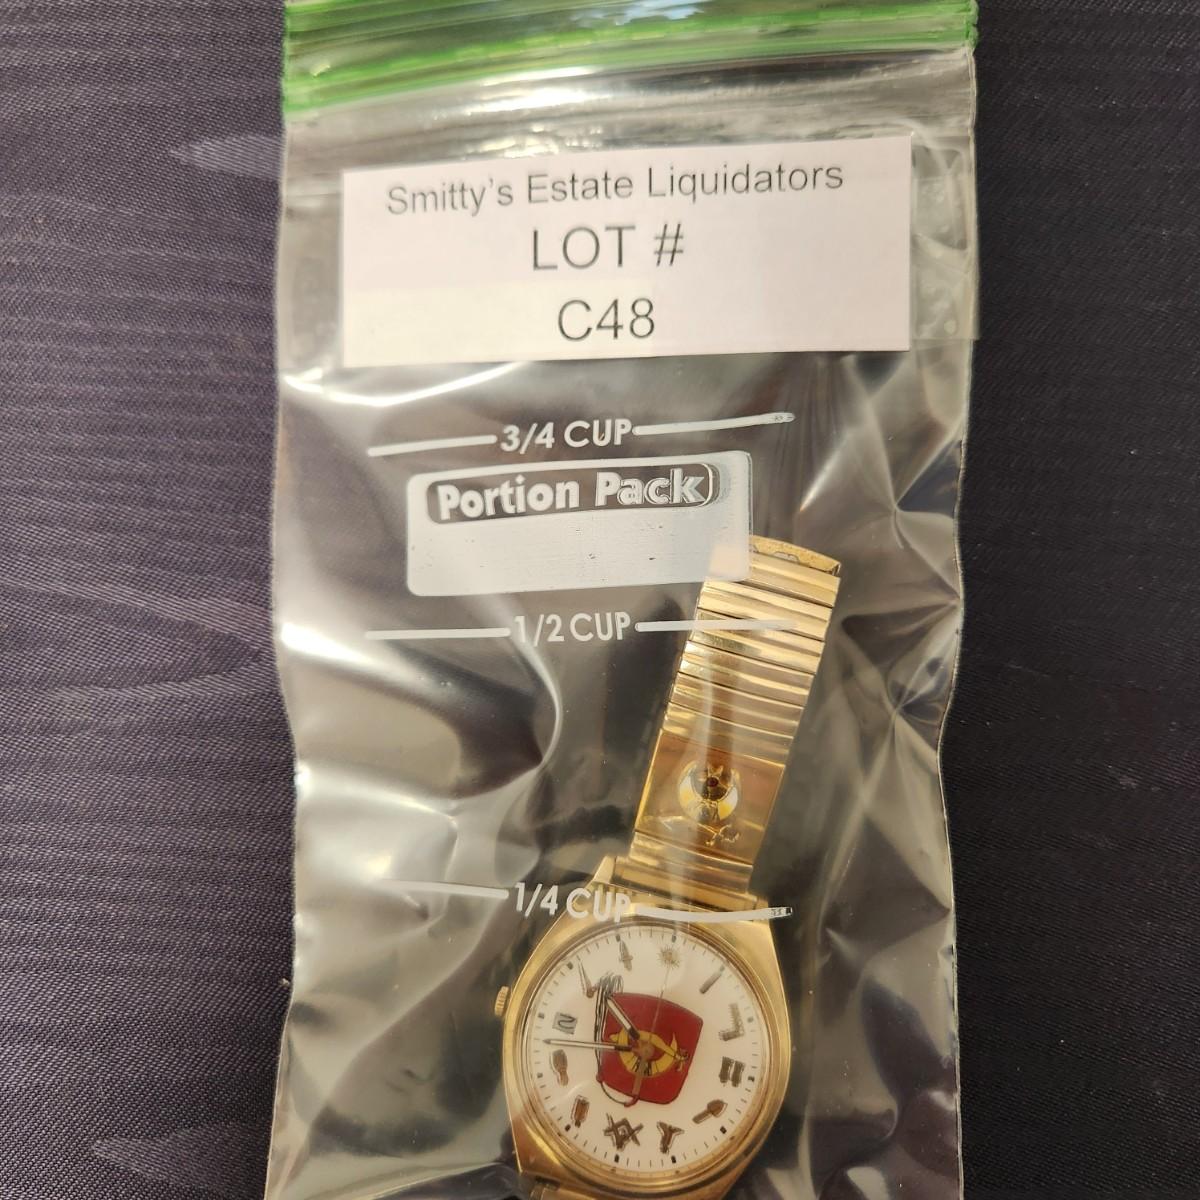 Smitty's Estate Liquidators
LOT #
C48
3/4 CUP
Portion Pack
1/2 CUP
1/4 CUP